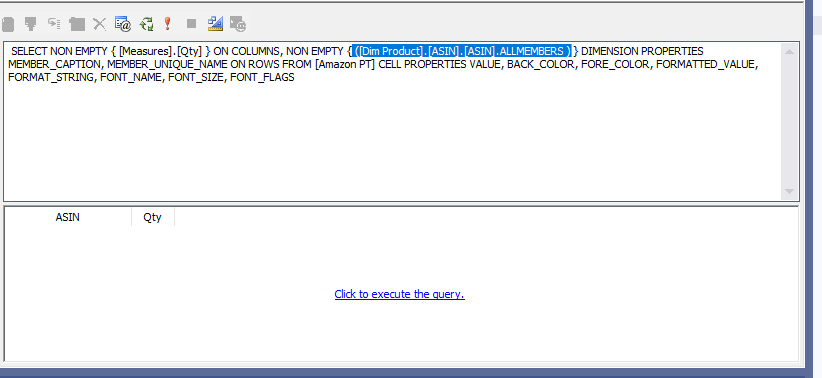 SELECT NON EMPTY { [Measures].[Qty] } ON COLUMNS, NON EMPTY { ([Dim Product].[ASIN].[ASIN].ALLMEMBERS ) } DIMENSION PROPERTIES
MEMBER_CAPTION, MEMBER_UNIQUE_NAME ON ROWS FROM [Amazon PT] CELL PROPERTIES VALUE, BACK_COLOR, FORE_COLOR, FORMATTED_VALUE,
FORMAT_STRING, FONT_NAME, FONT_SIZE, FONT_FLAGS
ASIN Qty
Click to execute the query.